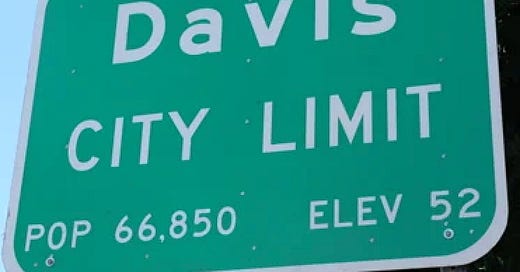 Davis
CITY LIMIT
POP 66,850 ELEV 52